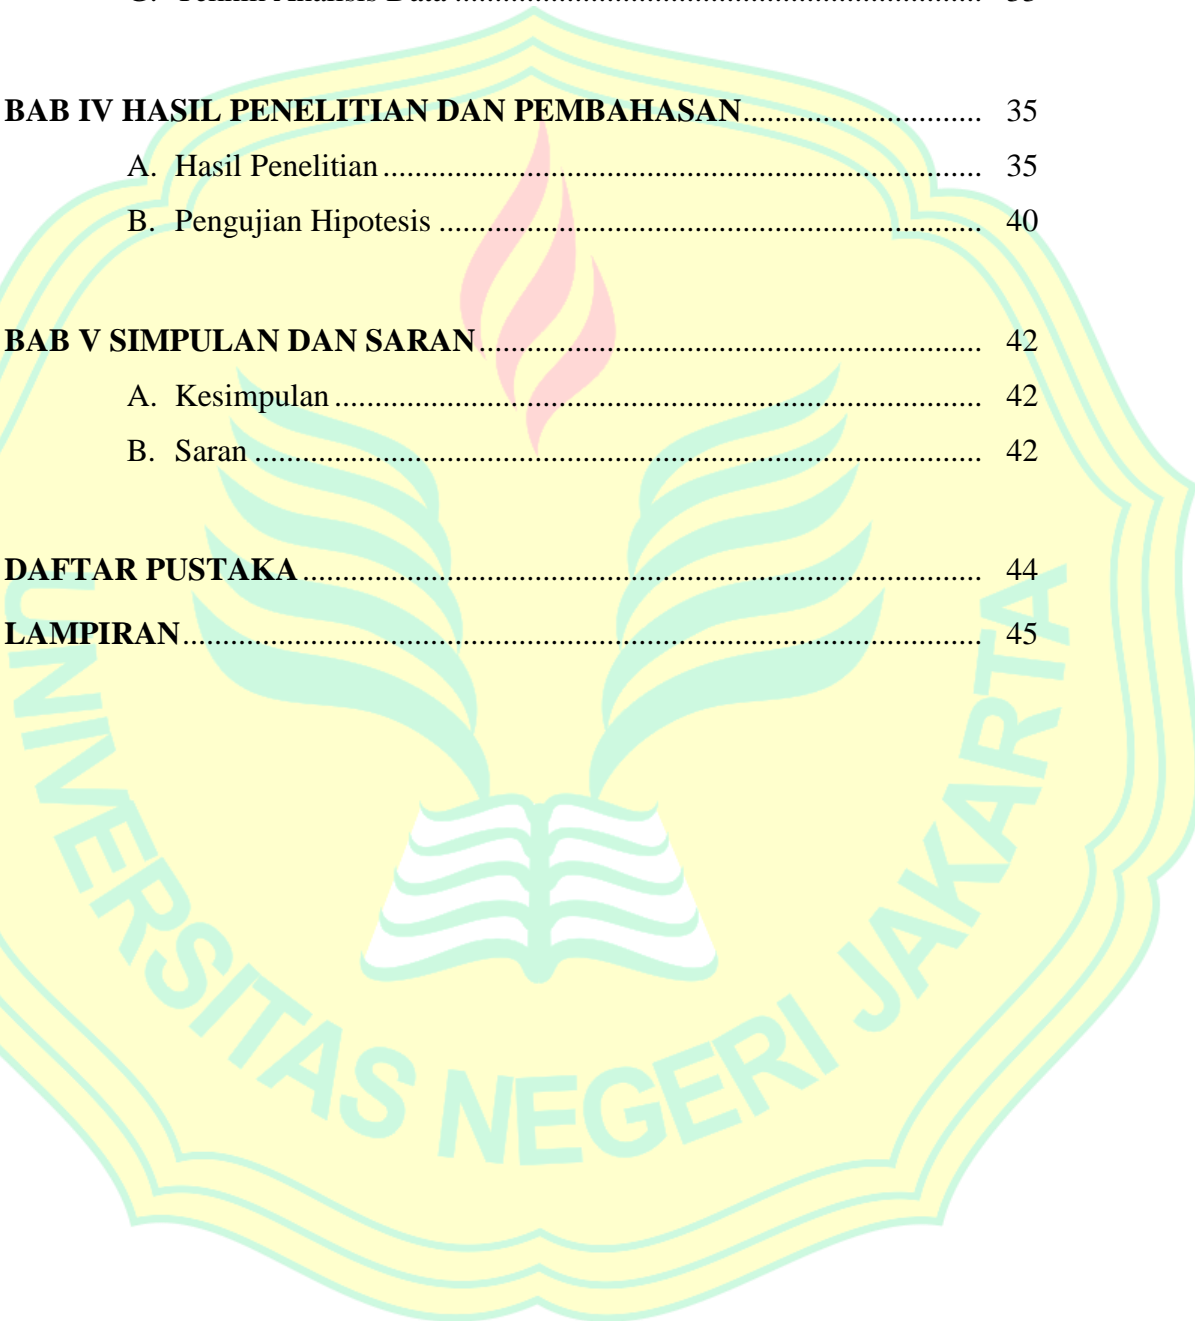 BAB IV HASIL PENELITIAN DAN PEMBAHASAN.............................. 35
A. Hasil Penelitian........................................................................... 35
B. Pengujian Hipotesis.................................................................... 40
BAB V SIMPULAN DAN SARAN............................................................... 42
A. Kesimpulan................................................................................. 42
B. Saran........................................................................................... 42
DAFTAR PUSTAKA..................................................................................... 44
LAMPIRAN.................................................................................................... 45
UNIVERSITAS NEGERI JAKARTA